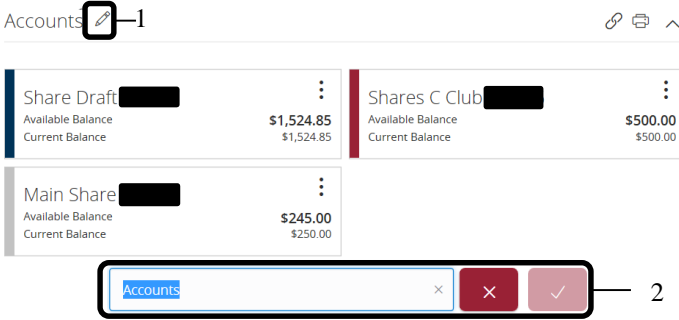 Accounts 1
Share Draft
Available Balance $1,524.85
Current Balance $1,524.85
Shares C Club
Available Balance $500.00
Current Balance $500.00
Main Share
Available Balance $245.00
Current Balance $250.00
Accounts 2